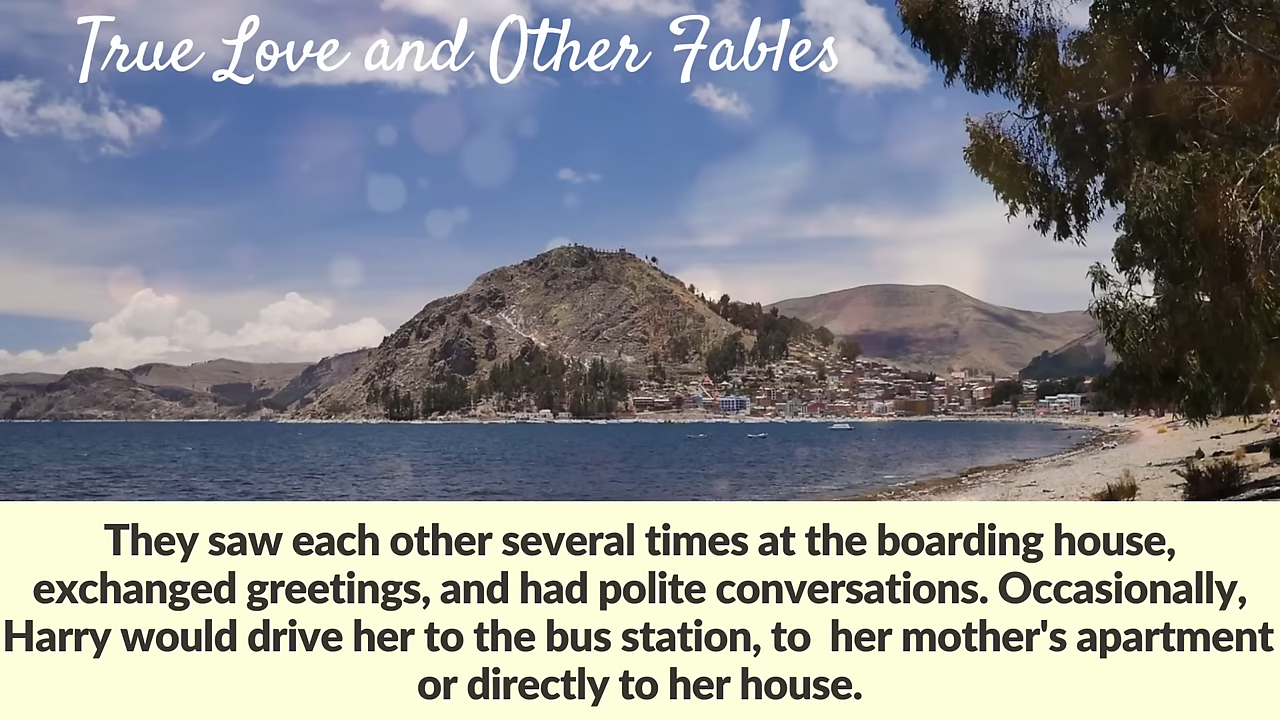 True Love and Other Fables
They saw each other several times at the boarding house,
exchanged greetings, and had polite conversations. Occasionally,
Harry would drive her to the bus station, to  her mother's apartment
or directly to her house.